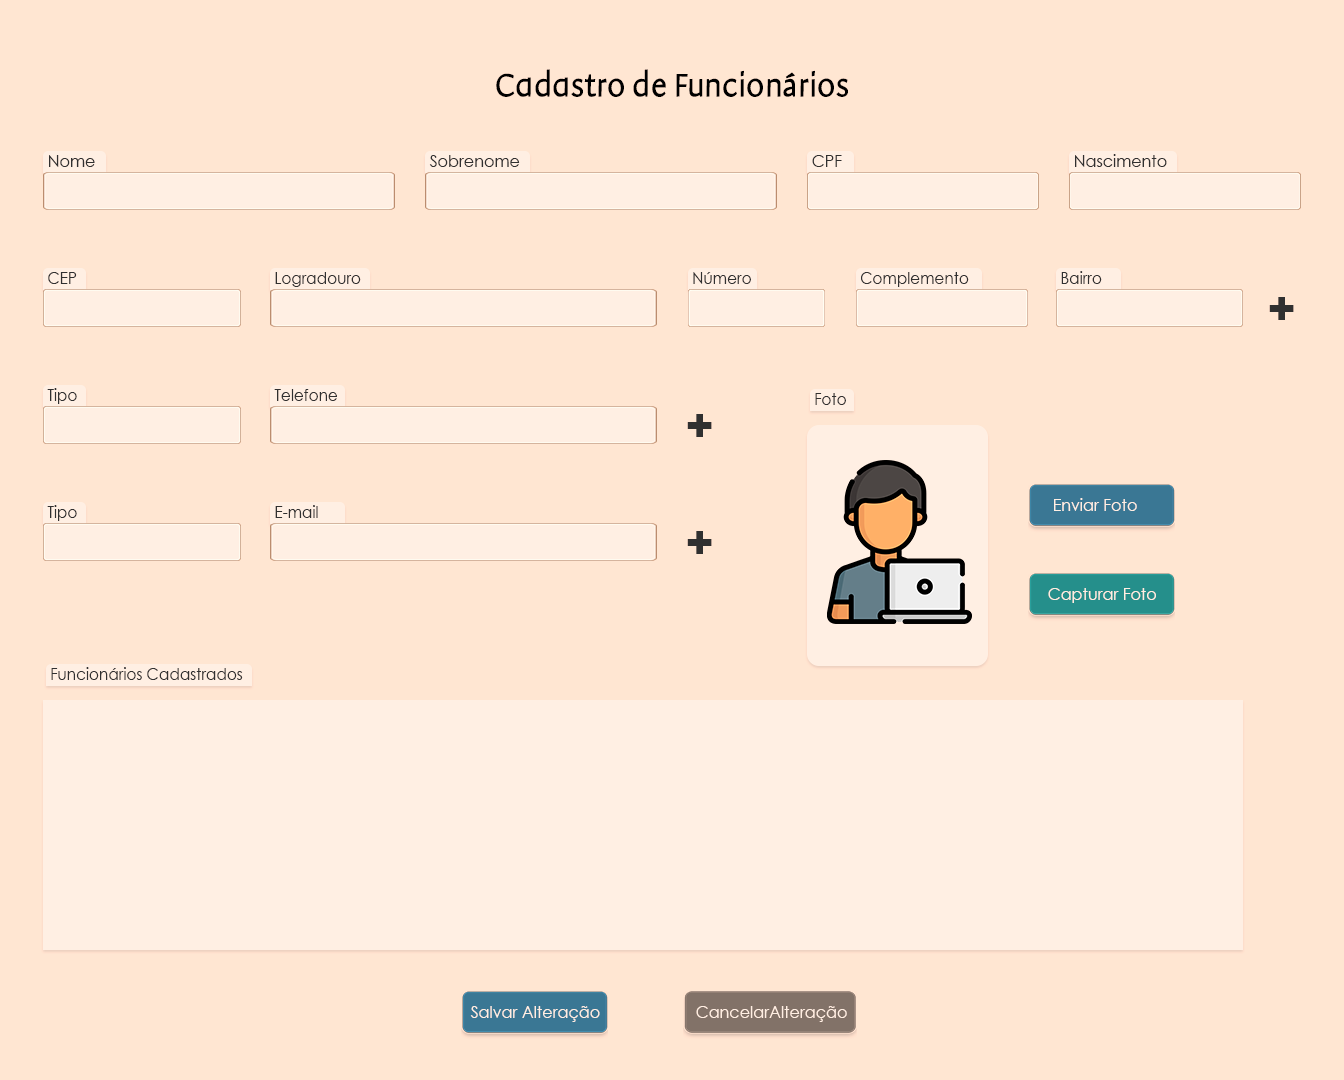 Cadastro de Funcionários
Nome Sobrenome CPF Nascimento
CEP Logradouro Número Complemento Bairro
Tipo Telefone
Foto
Enviar Foto
Tipo E-mail
Capturar Foto
Funcionários Cadastrados
Salvar Alteração CancelarAlteração